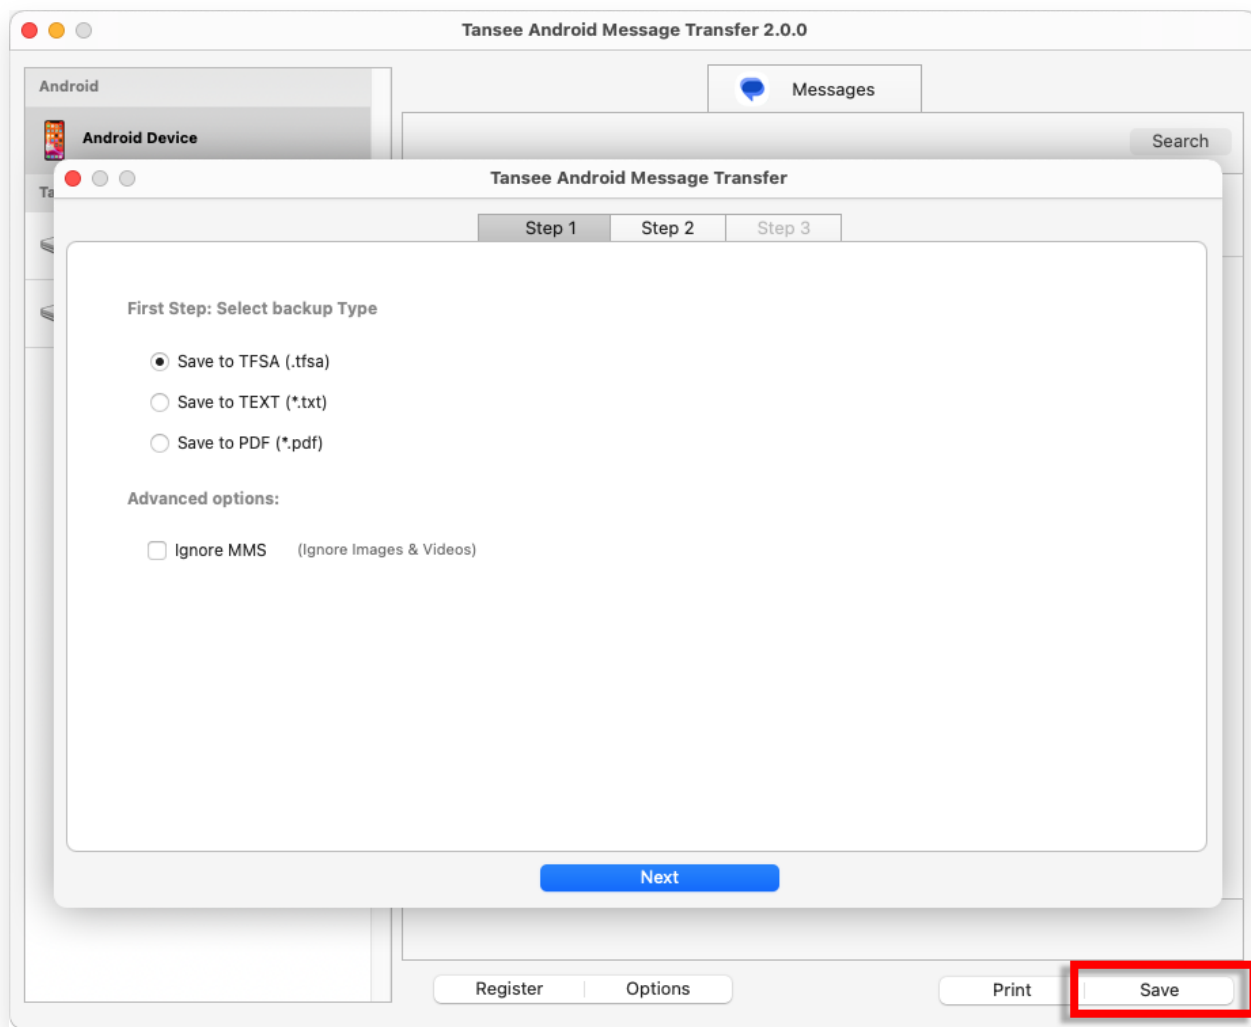 Tansee Android Message Transfer 2.0.0
Android
Messages
Android Device
Search
Ta
Tansee Android Message Transfer
Step 1 Step 2 Step 3
First Step: Select backup Type
Save to TFSA (.tfsa)
Save to TEXT (*.txt)
Save to PDF (*.pdf)
Advanced options:
Ignore MMS (Ignore Images & Videos)
Next
Register Options Print Save